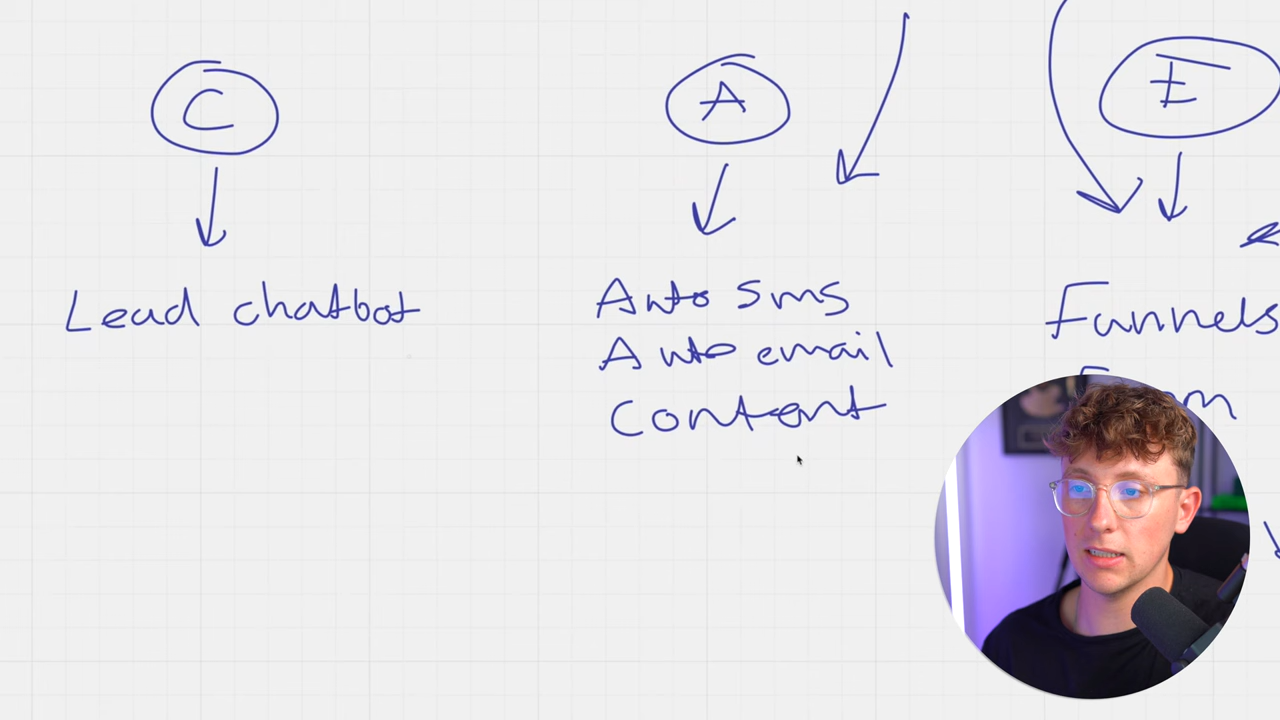 C
A
E
Lead chatbot
Auto sms
Auto email
Content
Funnels